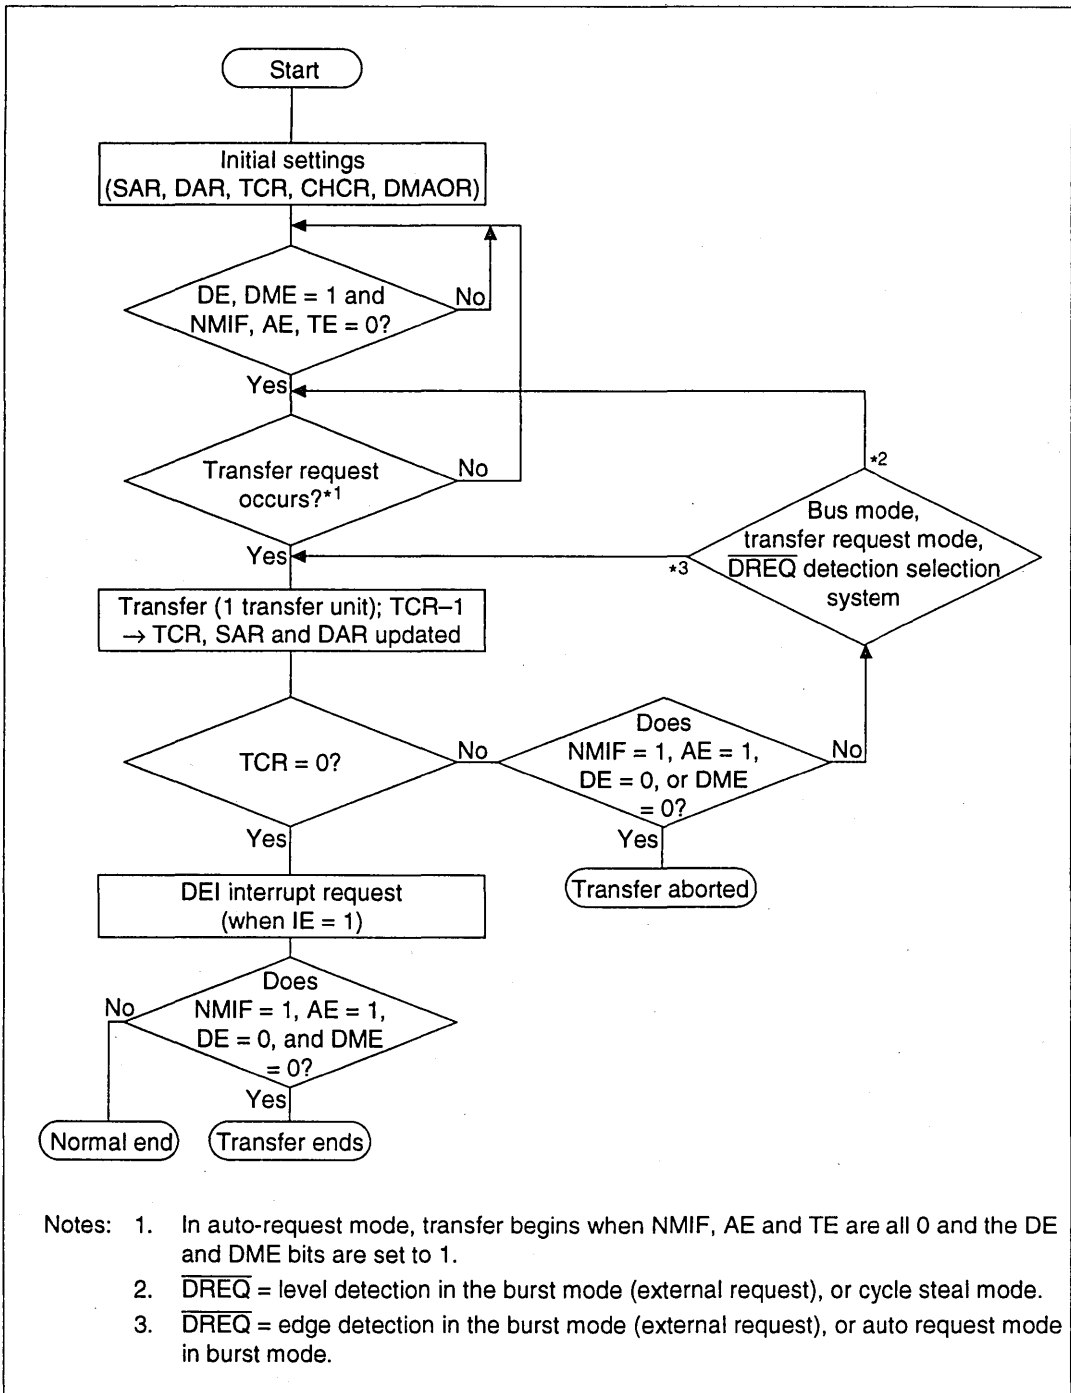 Start
Initial settings
(SAR, DAR, TCR, CHCR, DMAOR)
DE, DME = 1 and
NMIF, AE, TE = 0?
No
Yes
Transfer request
occurs?*1
No
Yes
*2
Bus mode,
transfer request mode,
DREQ detection selection
system
*3
Transfer (1 transfer unit); TCR–1
→ TCR, SAR and DAR updated
TCR = 0?
No
Does
NMIF = 1, AE = 1,
DE = 0, or DME
= 0?
No
Yes
Yes
Transfer aborted
DEI interrupt request
(when IE = 1)
Does
NMIF = 1, AE = 1,
DE = 0, and DME
= 0?
No
Yes
Normal end
Transfer ends
Notes: 1. In auto-request mode, transfer begins when NMIF, AE and TE are all 0 and the DE
and DME bits are set to 1.
2. DREQ = level detection in the burst mode (external request), or cycle steal mode.
3. DREQ = edge detection in the burst mode (external request), or auto request mode
in burst mode.